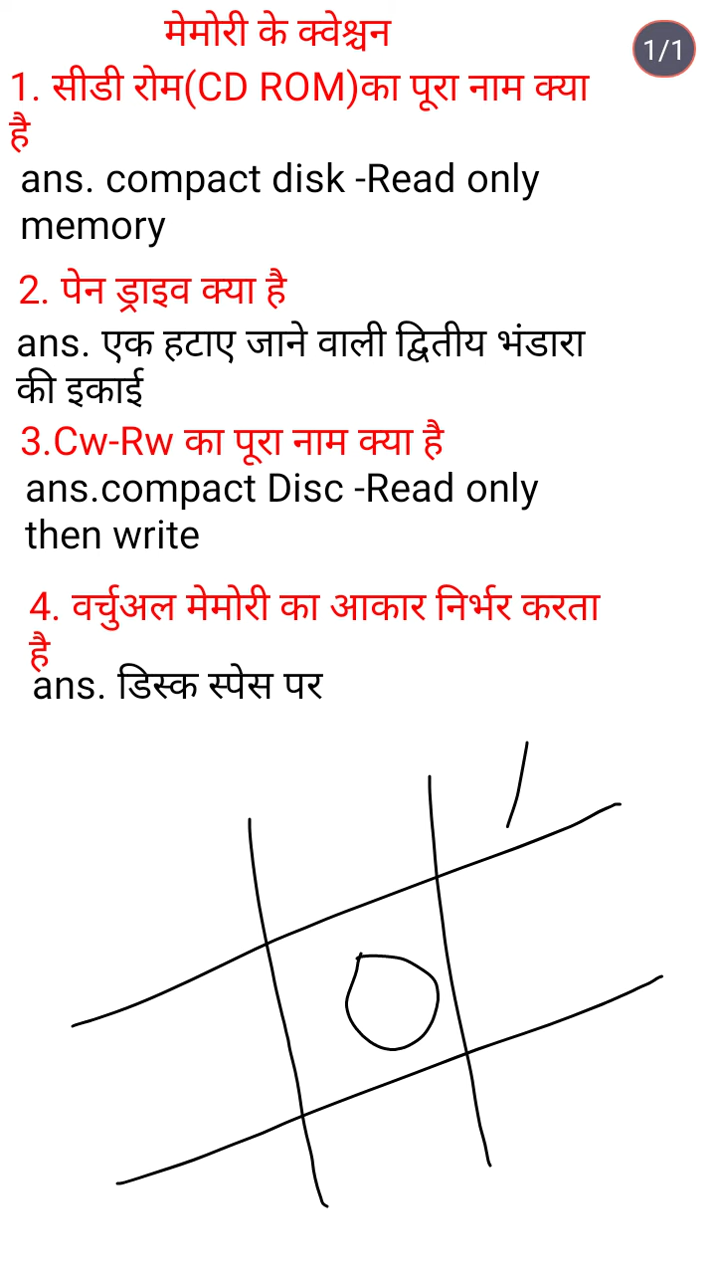 मेमोरी के क्वेश्चन
1/1
1. सीडी रोम(CD ROM)का पूरा नाम क्या
है
ans. compact disk -Read only
memory
2. पेन ड्राइव क्या है
ans. एक हटाए जाने वाली द्वितीय भंडारा
की इकाई
3.Cw-Rw का पूरा नाम क्या है
ans.compact Disc -Read only
then write
4. वर्चुअल मेमोरी का आकार निर्भर करता
है
ans. डिस्क स्पेस पर